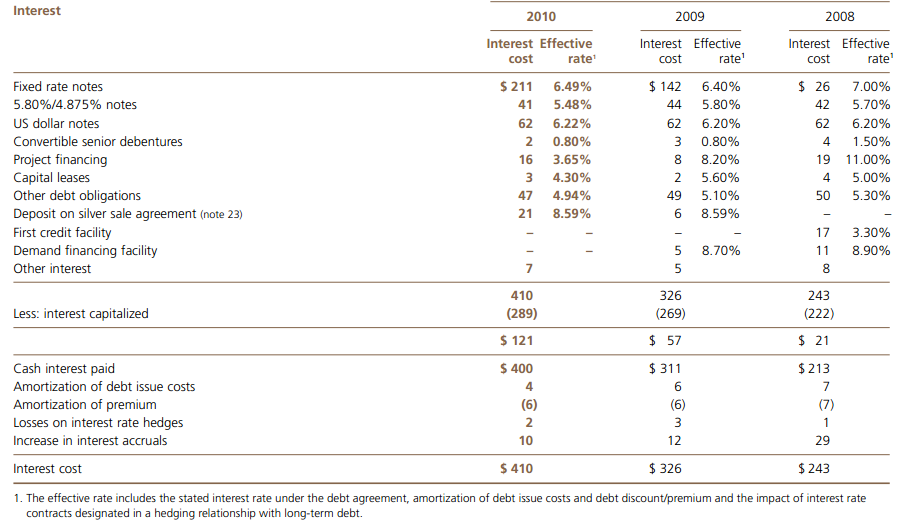 Interest
2010 2009 2008
Interest Effective Interest Effective Interest Effective
cost rate¹ cost rate¹ cost rate¹
Fixed rate notes $ 211 6.49% $ 142 6.40% $ 26 7.00%
5.80%/4.875% notes 41 5.48% 44 5.80% 42 5.70%
US dollar notes 62 6.22% 62 6.20% 62 6.20%
Convertible senior debentures 2 0.80% 3 0.80% 4 1.50%
Project financing 16 3.65% 8 8.20% 19 11.00%
Capital leases 3 4.30% 2 5.60% 4 5.00%
Other debt obligations 47 4.94% 49 5.10% 50 5.30%
Deposit on silver sale agreement (note 23) 21 8.59% 6 8.59% – –
First credit facility – – – – 17 3.30%
Demand financing facility – – 5 8.70% 11 8.90%
Other interest 7 5 8
410 326 243
Less: interest capitalized (289) (269) (222)
$ 121 $ 57 $ 21
Cash interest paid $ 400 $ 311 $ 213
Amortization of debt issue costs 4 6 7
Amortization of premium (6) (6) (7)
Losses on interest rate hedges 2 3 1
Increase in interest accruals 10 12 29
Interest cost $ 410 $ 326 $ 243
1. The effective rate includes the stated interest rate under the debt agreement, amortization of debt issue costs and debt discount/premium and the impact of interest rate
contracts designated in a hedging relationship with long-term debt.